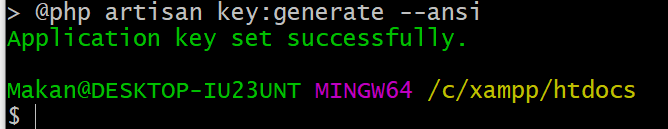 > @php artisan key:generate --ansi
Application key set successfully.
Makan@DESKTOP-IU23UNT MINGW64 /c/xampp/htdocs
$